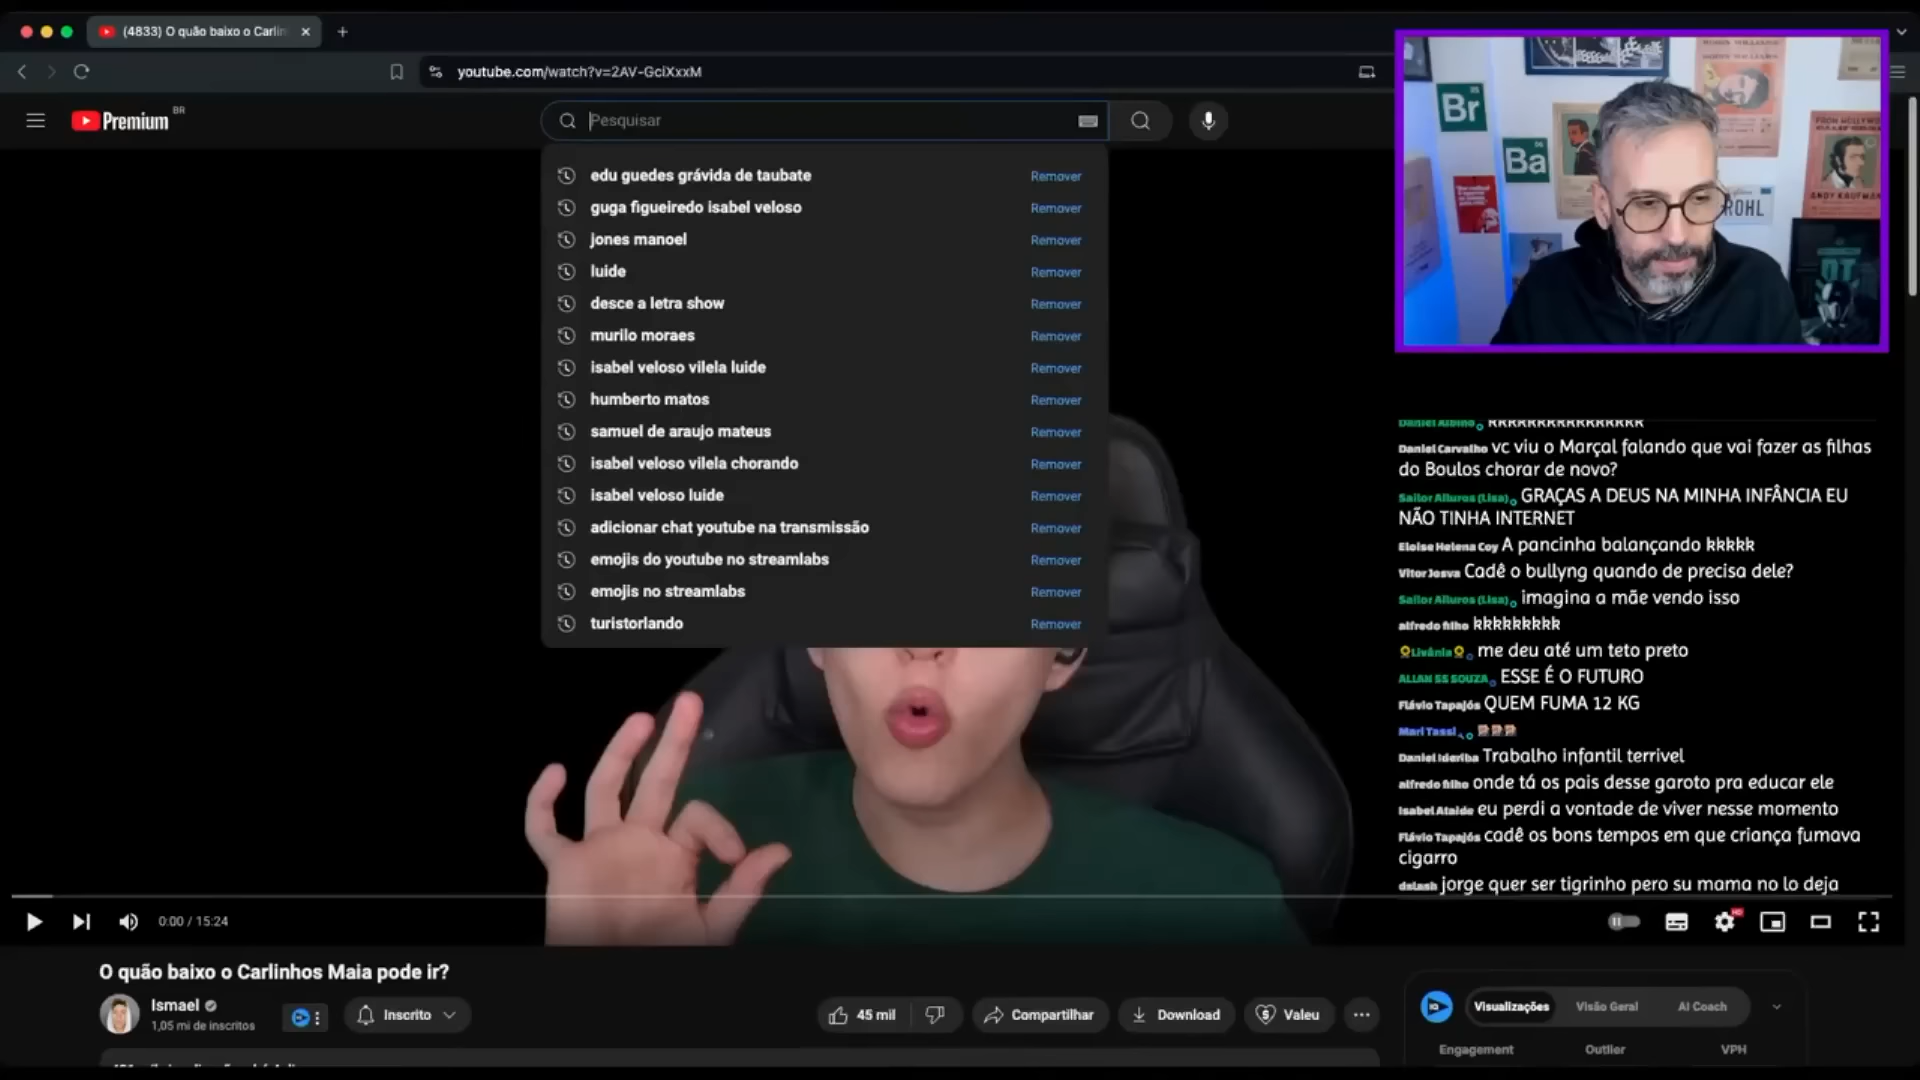 (4833) O quão baixo o Carlin
youtube.com/watch?v=2AV-GciXxxM
Premium
BR
Pesquisar
edu guedes grávida de taubate Remover
guga figueiredo isabel veloso Remover
jones manoel Remover
luide Remover
desce a letra show Remover
murilo moraes Remover
isabel veloso vilela luide Remover
humberto matos Remover
samuel de araujo mateus Remover
isabel veloso vilela chorando Remover
isabel veloso luide Remover
adicionar chat youtube na transmissão Remover
emojis do youtube no streamlabs Remover
emojis no streamlabs Remover
turistorlando Remover
Br
Ba
ROHL
ANDY KAUFMAN
Daniel Albino KKKKKKKKKKKKKKKK
Daniel Carvalho vc viu o Marçal falando que vai fazer as filhas
do Boulos chorar de novo?
Sailor Alluros (Lisa) GRAÇAS A DEUS NA MINHA INFÂNCIA EU
NÃO TINHA INTERNET
Eloise Helena Coy A pancinha balançando kkkkk
Vitor Josva Cadê o bullyng quando de precisa dele?
Sailor Alluros (Lisa) imagina a mãe vendo isso
alfredo filho kkkkkkkkk
Livânia me deu até um teto preto
ALLAN SS SOUZA ESSE É O FUTURO
Flávio Tapajós QUEM FUMA 12 KG
Mari Tassi
Daniel Ideriba Trabalho infantil terrivel
alfredo filho onde tá os pais desse garoto pra educar ele
Isabel Ataide eu perdi a vontade de viver nesse momento
Flávio Tapajós cadê os bons tempos em que criança fumava
cigarro
dslash jorge quer ser tigrinho pero su mama no lo deja
0:00 / 15:24
HD
O quão baixo o Carlinhos Maia pode ir?
Ismael
1,05 mi de inscritos
Inscrito
45 mil
Compartilhar
Download
Valeu
Visualizações
Visão Geral
AI Coach
Engagement
Outlier
VPH